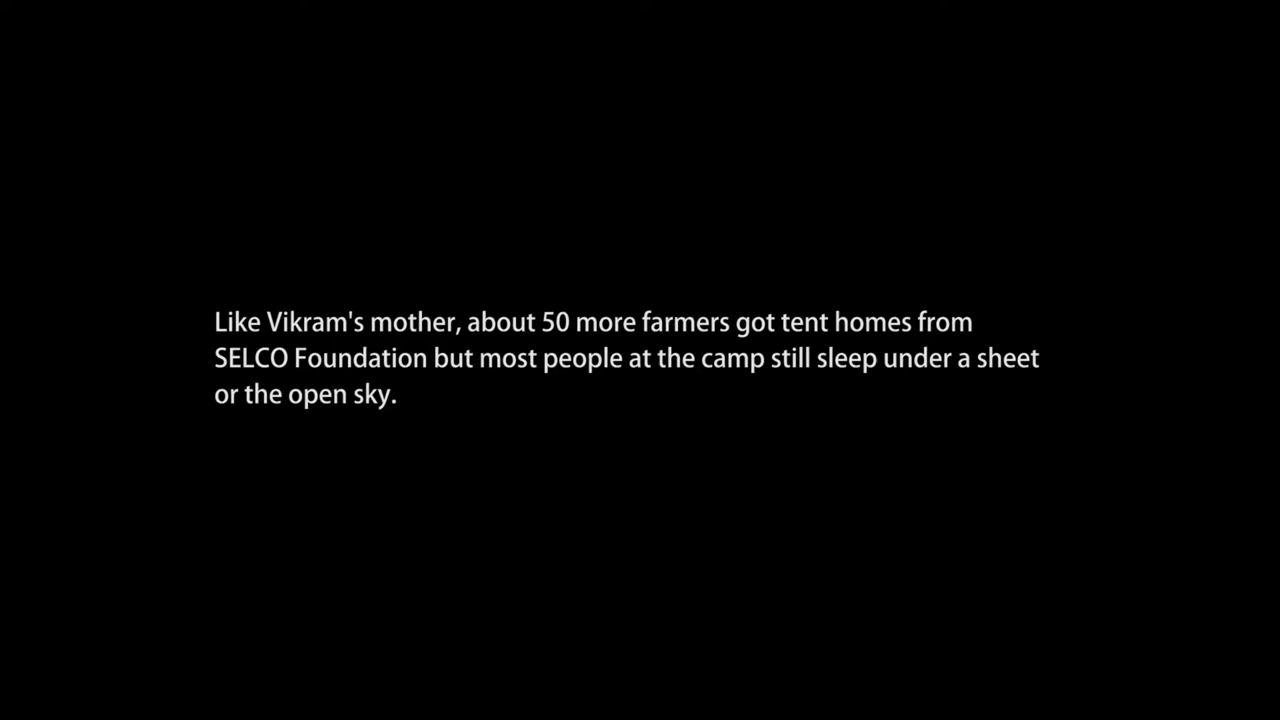 Like Vikram's mother, about 50 more farmers got tent homes from
SELCO Foundation but most people at the camp still sleep under a sheet
or the open sky.